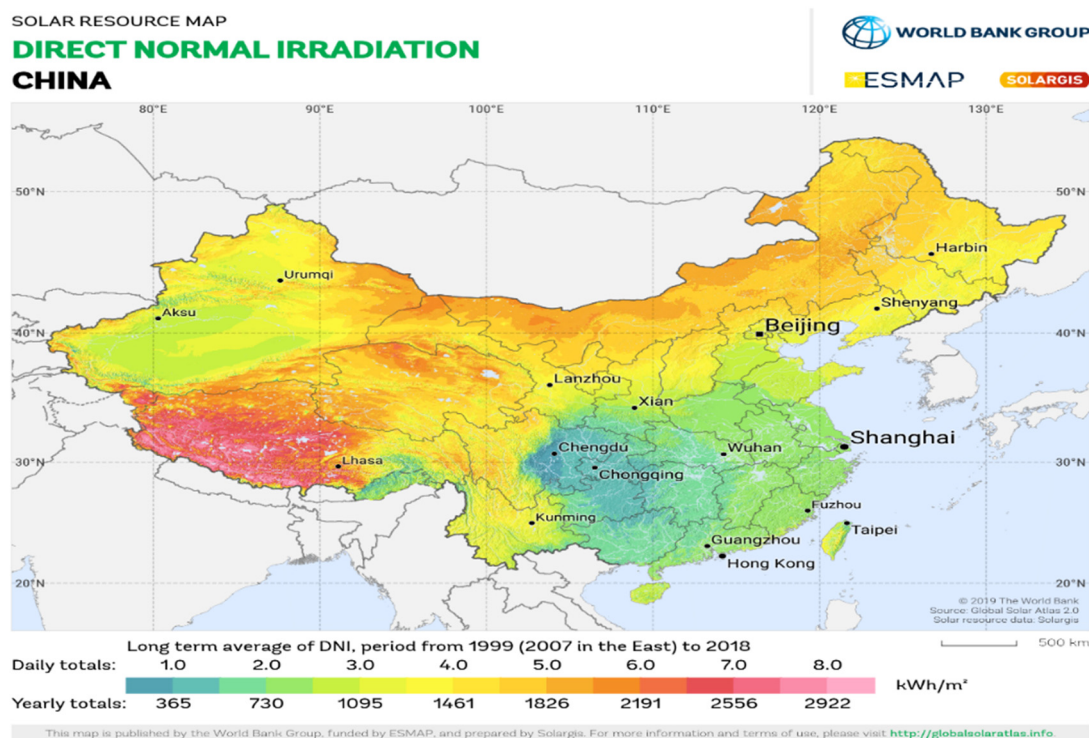 SOLAR RESOURCE MAP
DIRECT NORMAL IRRADIATION
CHINA
WORLD BANK GROUP
ESMAP
SOLARGIS
80°E 90°E 100°E 110°E 120°E 130°E
50°N 50°N
Harbin
Urumqi
Shenyang
Aksu
Beijing
40°N 40°N
Lanzhou
Xian
Shanghai
Chengdu
Wuhan
30°N 30°N
Lhasa
Chongqing
Fuzhou
Kunming
Taipei
Guangzhou
Hong Kong
20°N 20°N
© 2019 The World Bank
Source: Global Solar Atlas 2.0
Solar resource data: Solargis
Long term average of DNI, period from 1999 (2007 in the East) to 2018
500 km
Daily totals: 1.0 2.0 3.0 4.0 5.0 6.0 7.0 8.0
kWh/m²
Yearly totals: 365 730 1095 1461 1826 2191 2556 2922
This map is published by the World Bank Group, funded by ESMAP, and prepared by Solargis. For more information and terms of use, please visit http://globalsolaratlas.info.